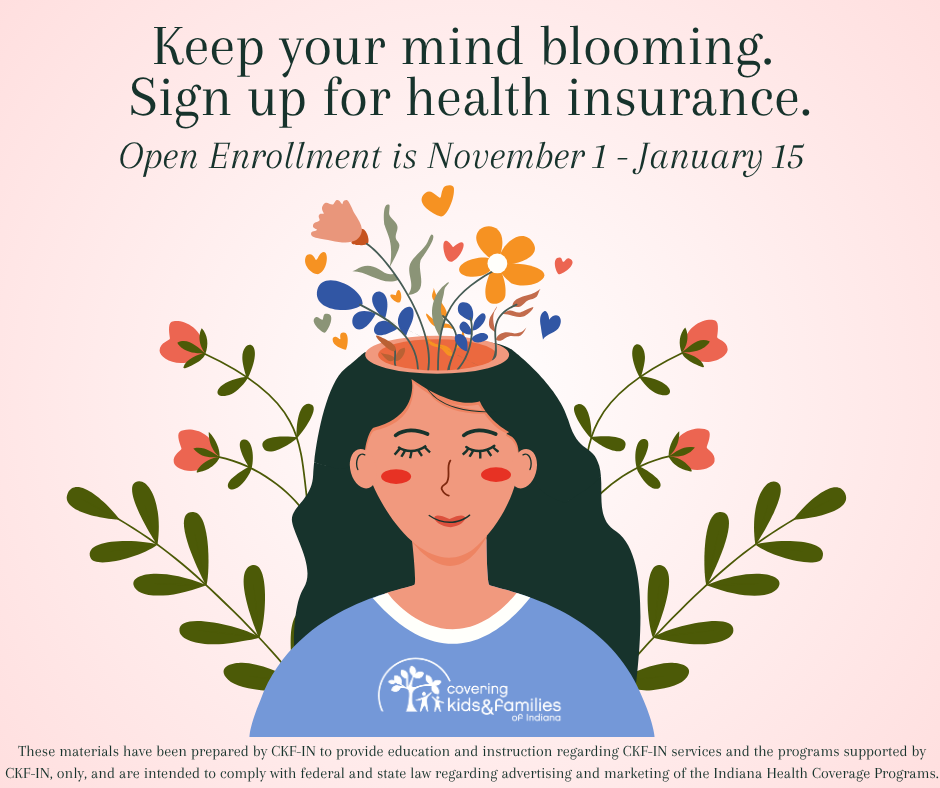 Keep your mind blooming.
Sign up for health insurance.
Open Enrollment is November 1 - January 15
covering
kids&families
of Indiana
These materials have been prepared by CKF-IN to provide education and instruction regarding CKF-IN services and the programs supported by
CKF-IN, only, and are intended to comply with federal and state law regarding advertising and marketing of the Indiana Health Coverage Programs.